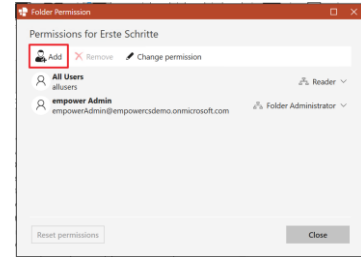 Folder Permission
Permissions for Erste Schritte
Add Remove Change permission
All Users Reader
allusers
empower Admin Folder Administrator
empowerAdmin@empowercsdemo.onmicrosoft.com
Reset permissions Close